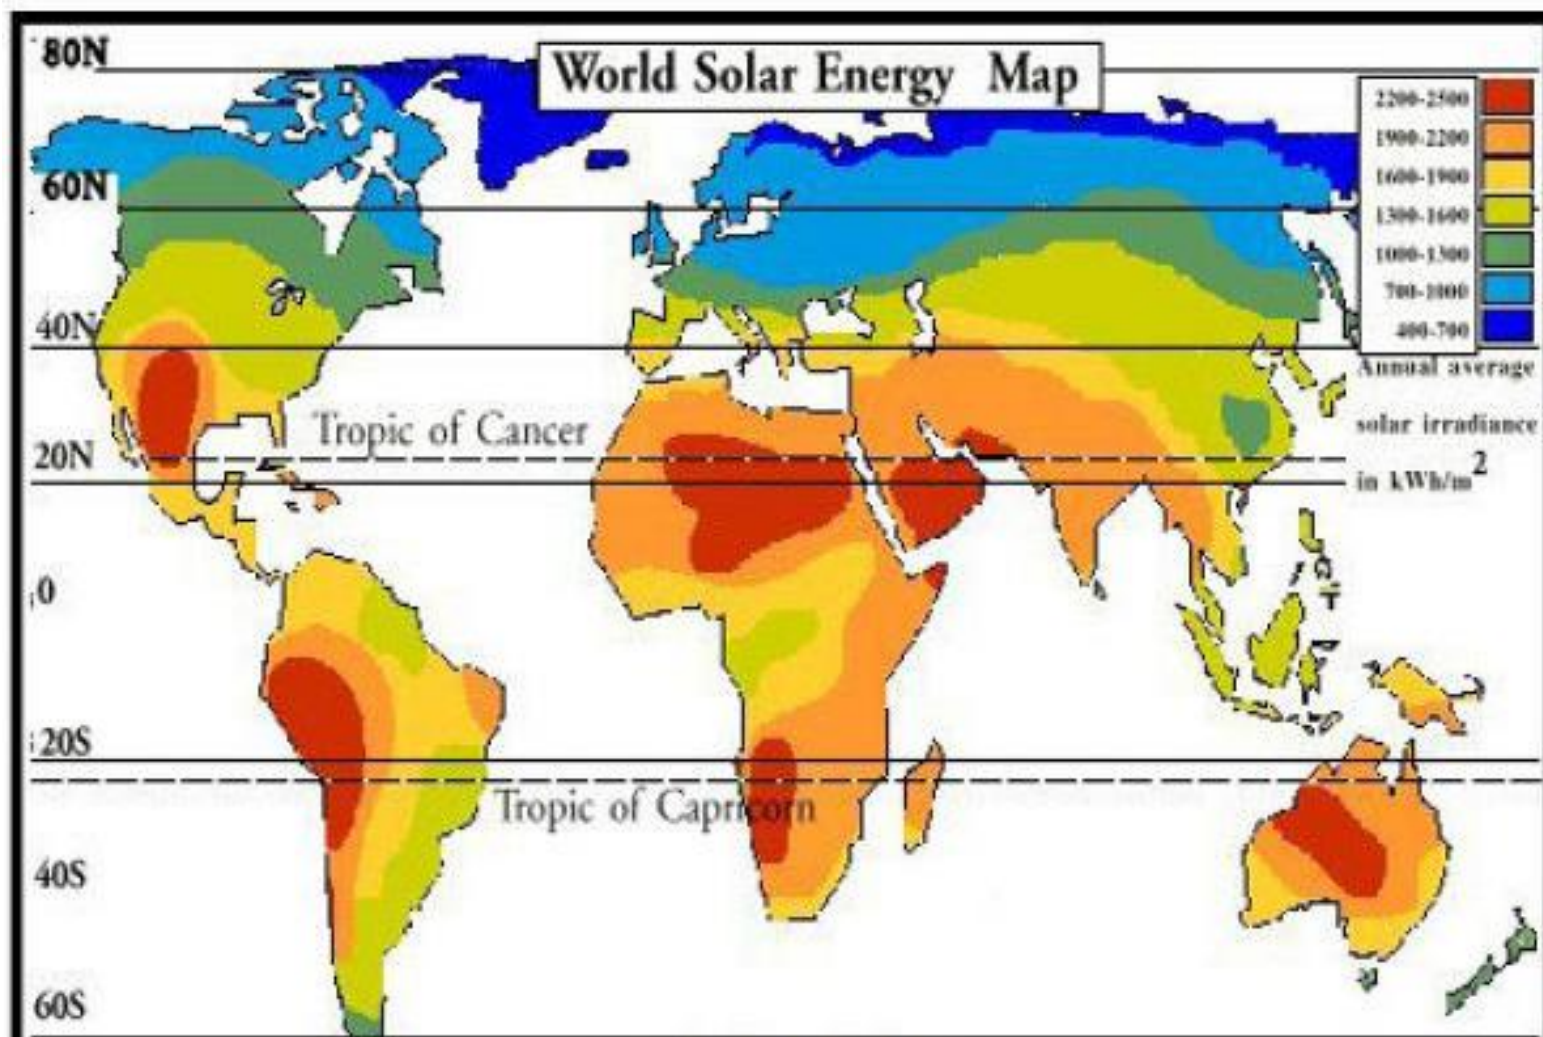 80N
World Solar Energy Map
2200-2500
1900-2200
1600-1900
1300-1600
1000-1300
700-1000
400-700
60N
40N
Annual average
solar irradiance
in kWh/m2
Tropic of Cancer
20N
0
20S
Tropic of Capricorn
40S
60S